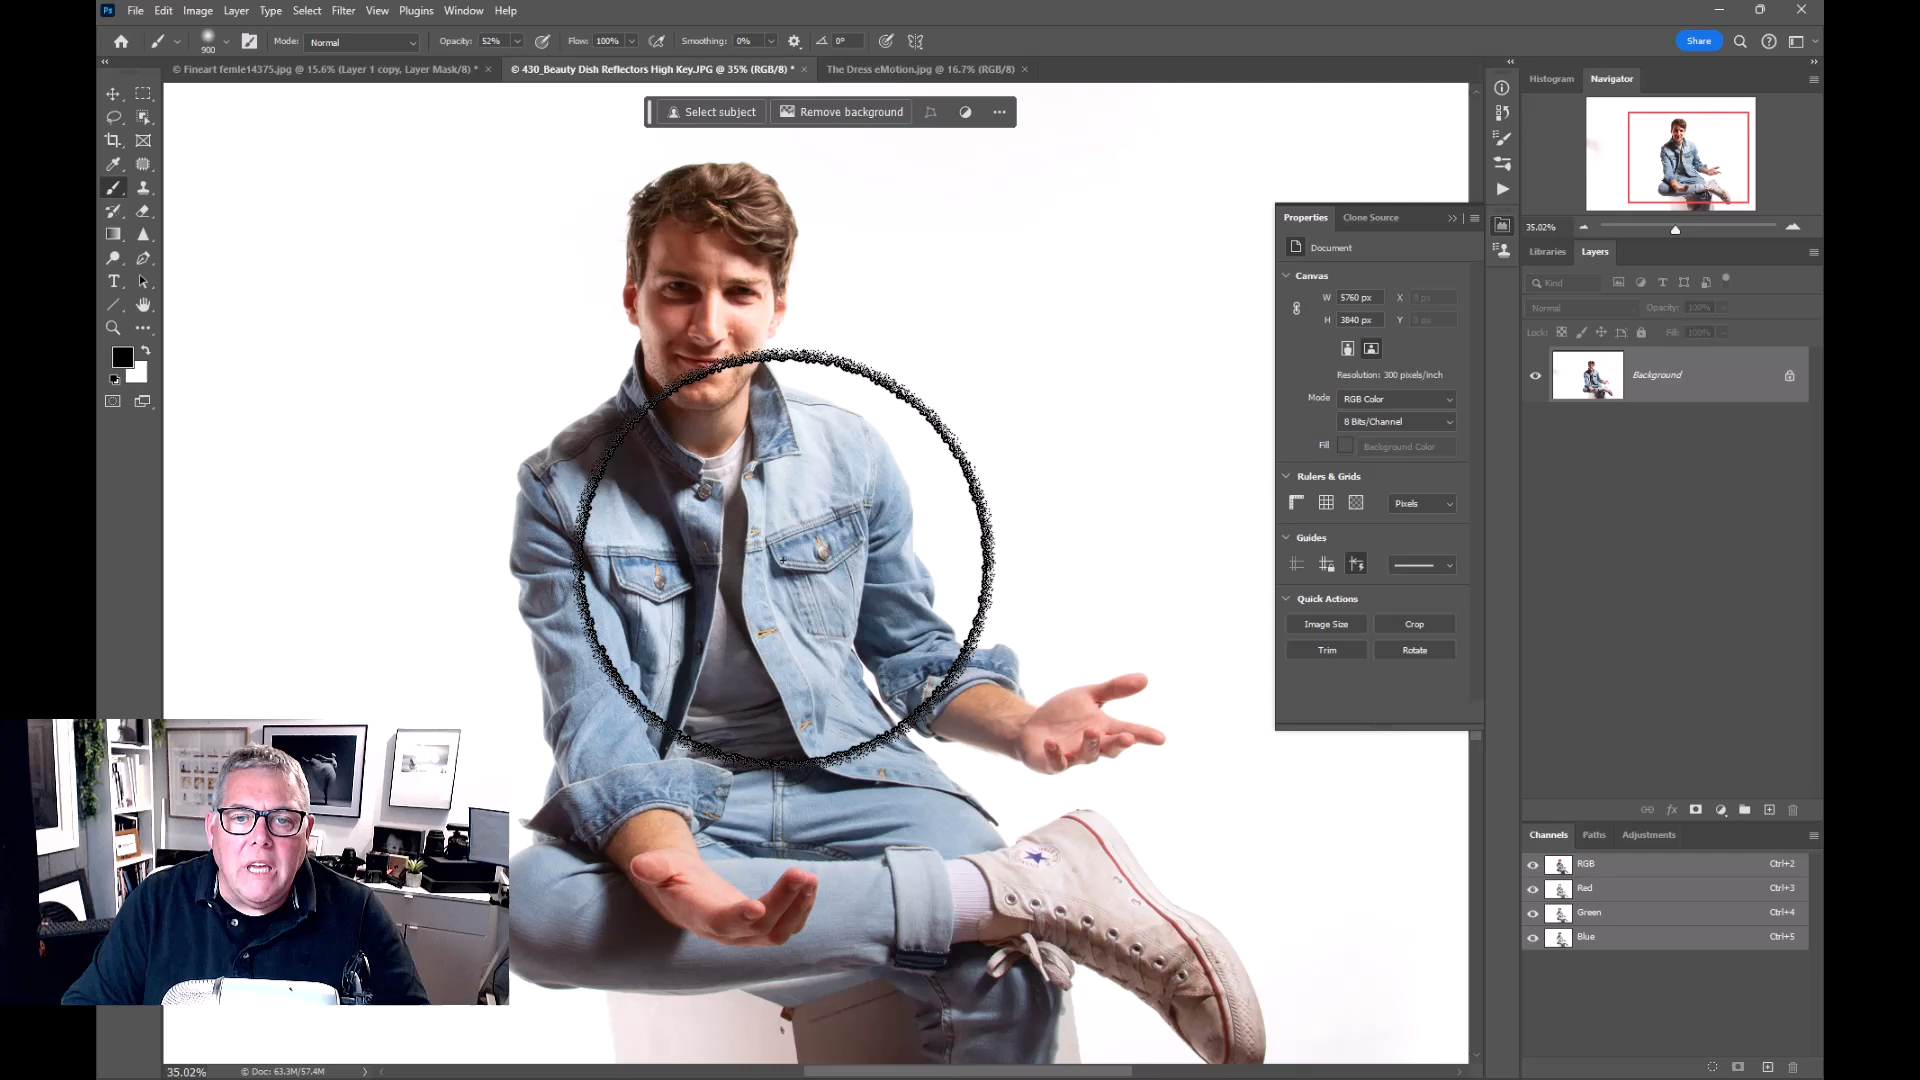 Ps File Edit Image Layer Type Select Filter View Plugins Window Help
900 Mode: Normal Opacity: 52% Flow: 100% Smoothing: 0% 0° Share
© Fineart femle14375.jpg @ 15.6% (Layer 1 copy, Layer Mask/8) * × © 430_Beauty Dish Reflectors High Key.JPG @ 35% (RGB/8) * × The Dress eMotion.jpg @ 16.7% (RGB/8) ×
Select subject Remove background
Histogram Navigator
35.02%
Properties Clone Source
Document
Canvas
W 5760 px X 0 px
H 3840 px Y 0 px
Resolution: 300 pixels/inch
Mode RGB Color
8 Bits/Channel
Fill Background Color
Rulers & Grids
Pixels
Guides
Quick Actions
Image Size Crop
Trim Rotate
Libraries Layers
Kind
Normal Opacity: 100%
Lock: Fill: 100%
Background
fx
Channels Paths Adjustments
RGB Ctrl+2
Red Ctrl+3
Green Ctrl+4
Blue Ctrl+5
35.02% © Doc: 63.3M/57.4M